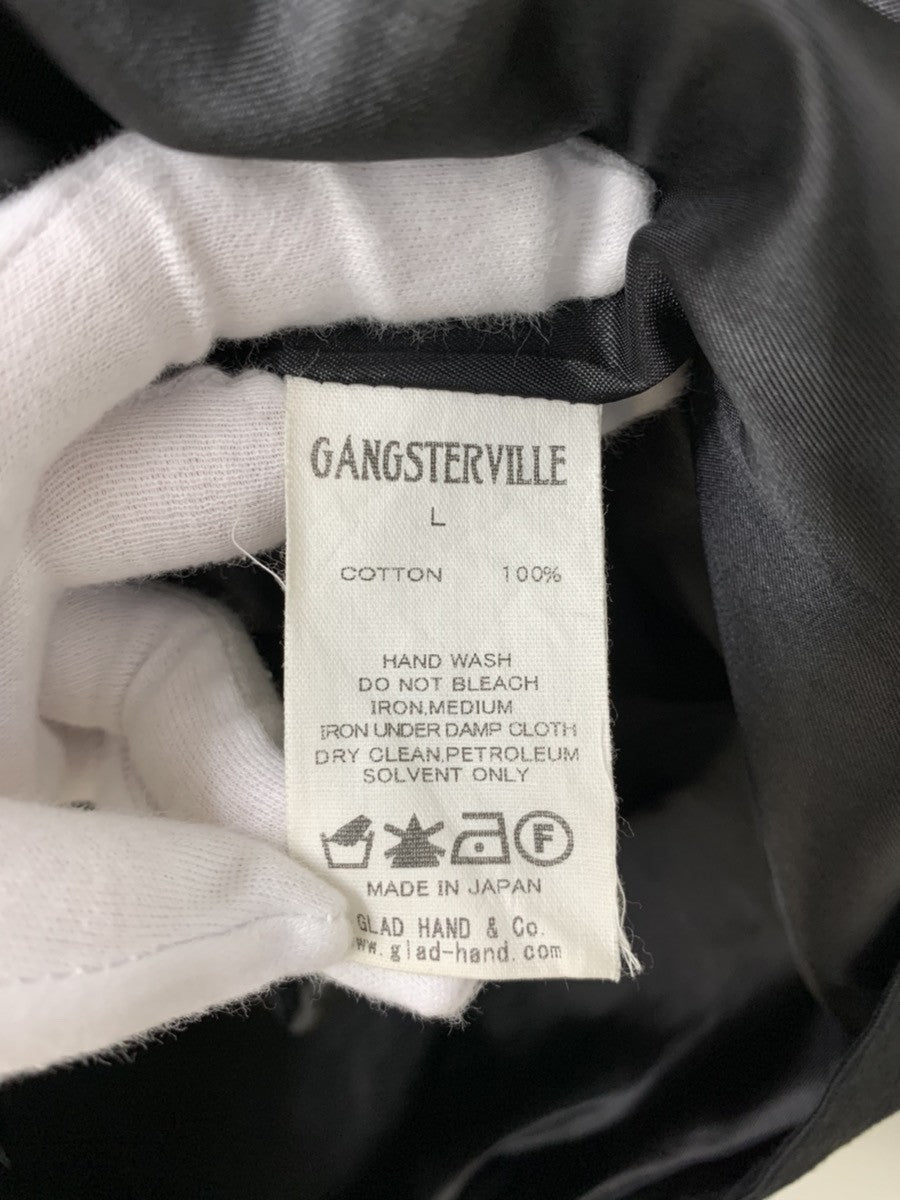 GANGSTERVILLE
L
COTTON 100%
HAND WASH
DO NOT BLEACH
IRON,MEDIUM
IRON UNDER DAMP CLOTH
DRY CLEAN,PETROLEUM
SOLVENT ONLY
F
MADE IN JAPAN
GLAD HAND & Co.
www.glad-hand.com